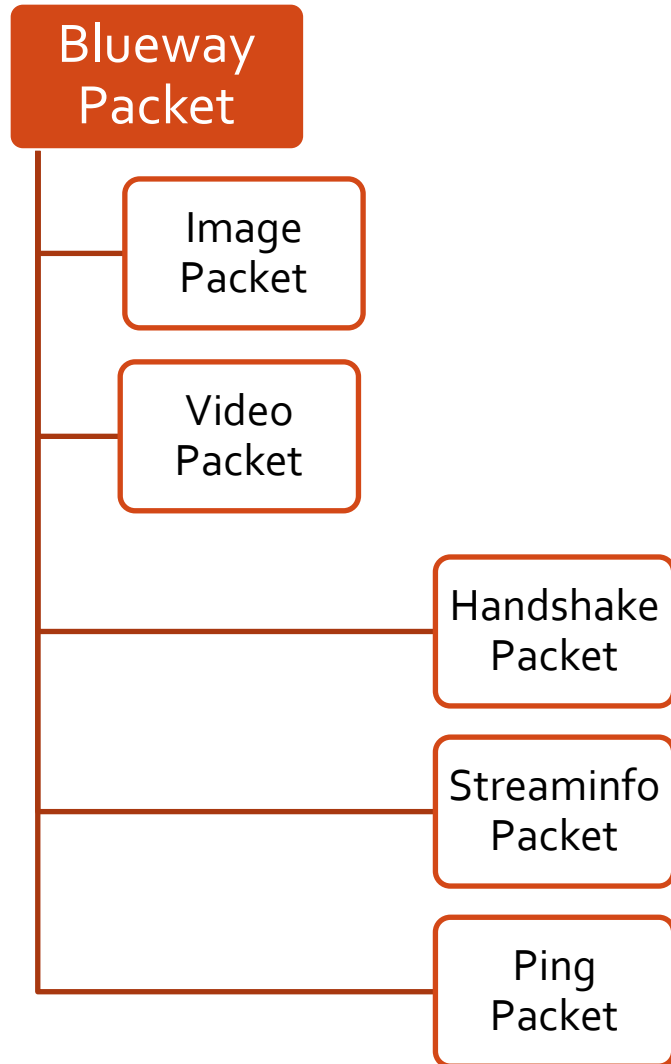 Blueway
Packet
Image
Packet
Video
Packet
Handshake
Packet
Streaminfo
Packet
Ping
Packet